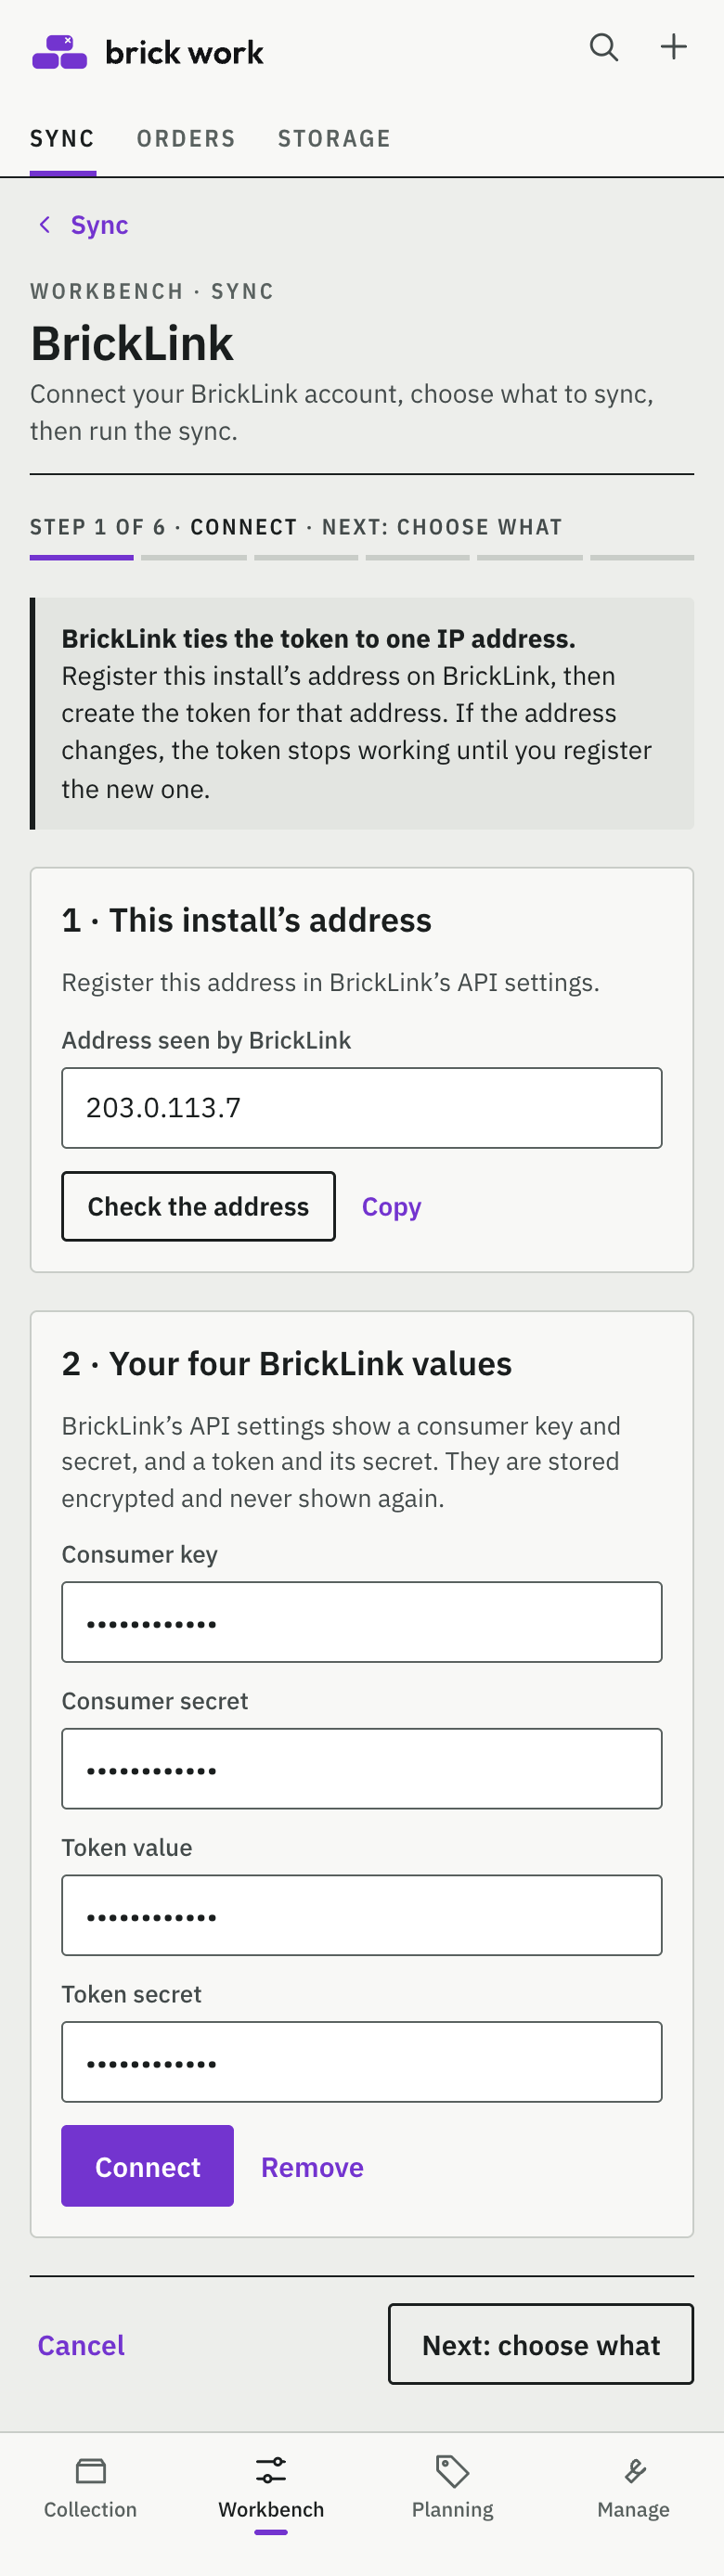 brick work
SYNC ORDERS STORAGE
Sync
WORKBENCH · SYNC
BrickLink
Connect your BrickLink account, choose what to sync,
then run the sync.
STEP 1 OF 6 · CONNECT · NEXT: CHOOSE WHAT
BrickLink ties the token to one IP address.
Register this install’s address on BrickLink, then
create the token for that address. If the address
changes, the token stops working until you register
the new one.
1 · This install’s address
Register this address in BrickLink’s API settings.
Address seen by BrickLink
203.0.113.7
Check the address Copy
2 · Your four BrickLink values
BrickLink’s API settings show a consumer key and
secret, and a token and its secret. They are stored
encrypted and never shown again.
Consumer key
••••••••••••
Consumer secret
••••••••••••
Token value
••••••••••••
Token secret
••••••••••••
Connect Remove
Cancel Next: choose what
Collection Workbench Planning Manage